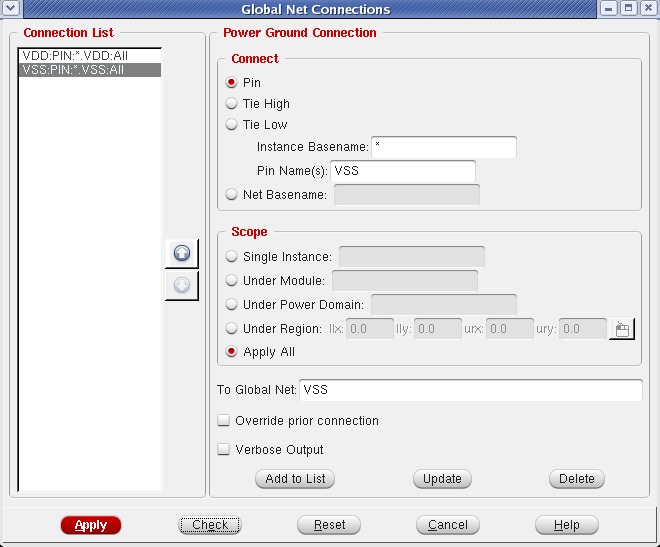 Global Net Connections
Connection List
VDD:PIN:*.VDD:All
VSS:PIN:*.VSS:All
Power Ground Connection
Connect
Pin
Tie High
Tie Low
Instance Basename: *
Pin Name(s): VSS
Net Basename:
Scope
Single Instance:
Under Module:
Under Power Domain:
Under Region: llx: 0.0 lly: 0.0 urx: 0.0 ury: 0.0
Apply All
To Global Net: VSS
Override prior connection
Verbose Output
Add to List Update Delete
Apply Check Reset Cancel Help